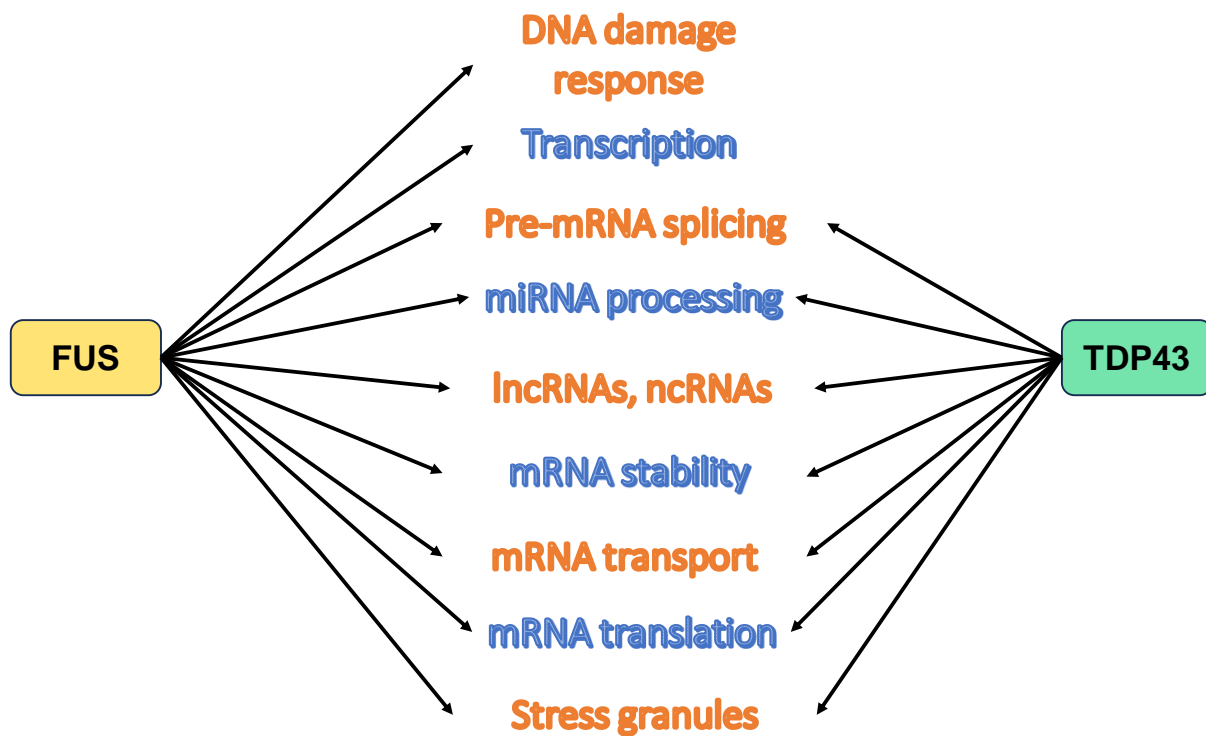 DNA damage
response
Transcription
Pre-mRNA splicing
miRNA processing
FUS
TDP43
lncRNAs, ncRNAs
mRNA stability
mRNA transport
mRNA translation
Stress granules